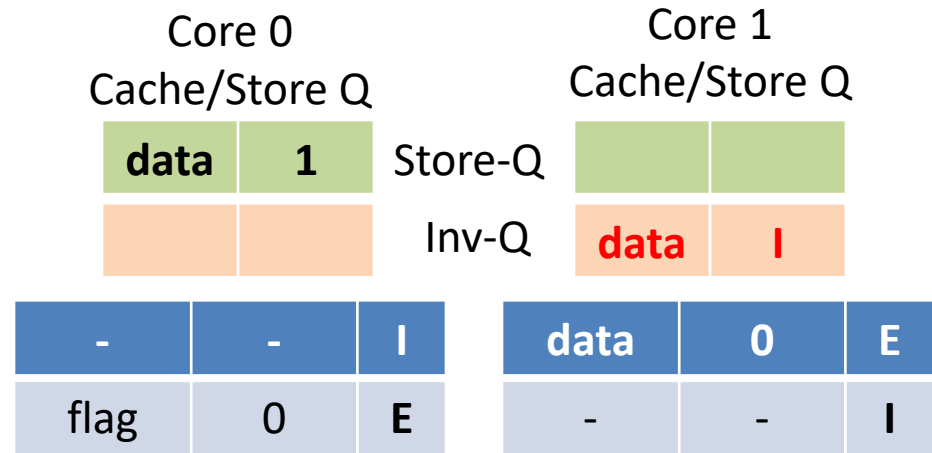 Core 0
Cache/Store Q
Core 1
Cache/Store Q
data 1 Store-Q
Inv-Q data I
- - I
flag 0 E
data 0 E
- - I